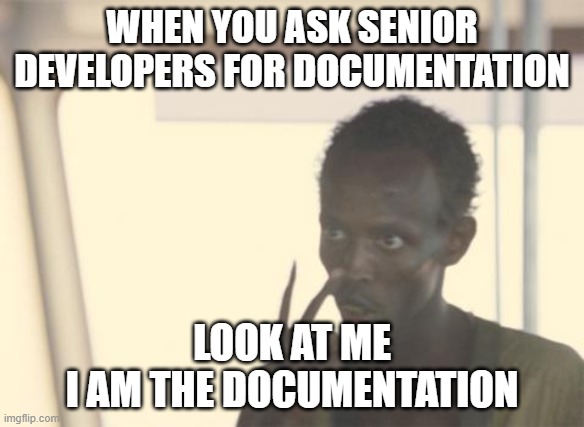 WHEN YOU ASK SENIOR
DEVELOPERS FOR DOCUMENTATION
LOOK AT ME
I AM THE DOCUMENTATION
imgflip.com